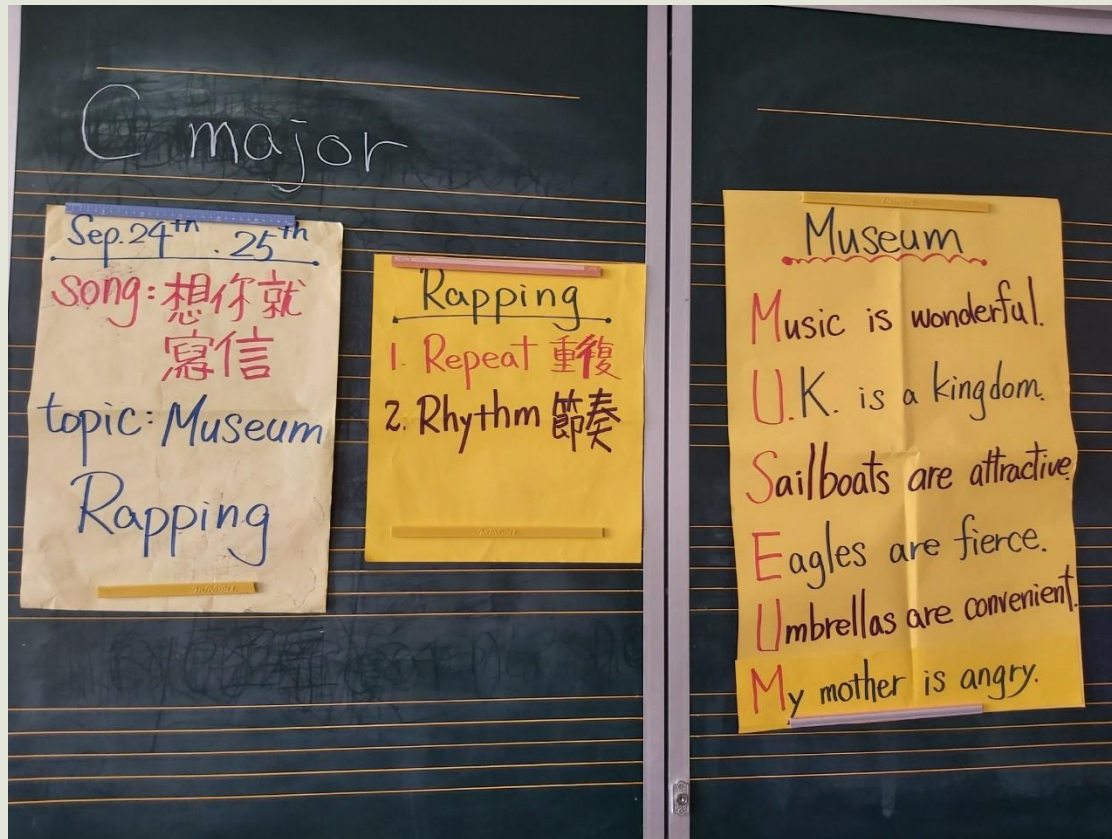 C major
Sep. 24th . 25th
song: 想你就
寫信
topic: Museum
Rapping
Rapping
1. Repeat 重複
2. Rhythm 節奏
Museum
Music is wonderful.
U.K. is a kingdom.
Sailboats are attractive.
Eagles are fierce.
Umbrellas are convenient.
My mother is angry.